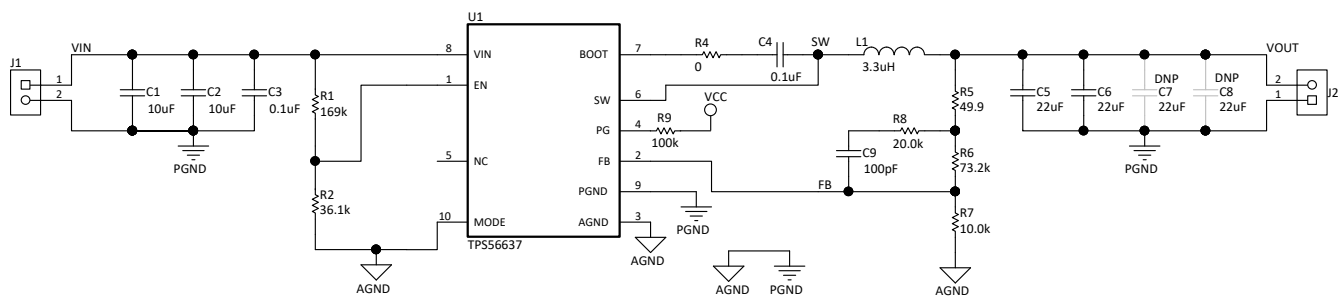 U1
TPS56637
8 VIN
1 EN
5 NC
10 MODE
BOOT 7
SW 6
PG 4
FB 2
PGND 9
AGND 3
J1
1
2
VIN
C1
10uF
C2
10uF
C3
0.1uF
PGND
R1
169k
R2
36.1k
AGND
R4
0
C4
0.1uF
SW
L1
3.3uH
VCC
R9
100k
PGND
AGND
AGND
PGND
R8
20.0k
C9
100pF
FB
R5
49.9
R6
73.2k
R7
10.0k
AGND
C5
22uF
C6
22uF
DNP
C7
22uF
DNP
C8
22uF
PGND
VOUT
2
1
J2